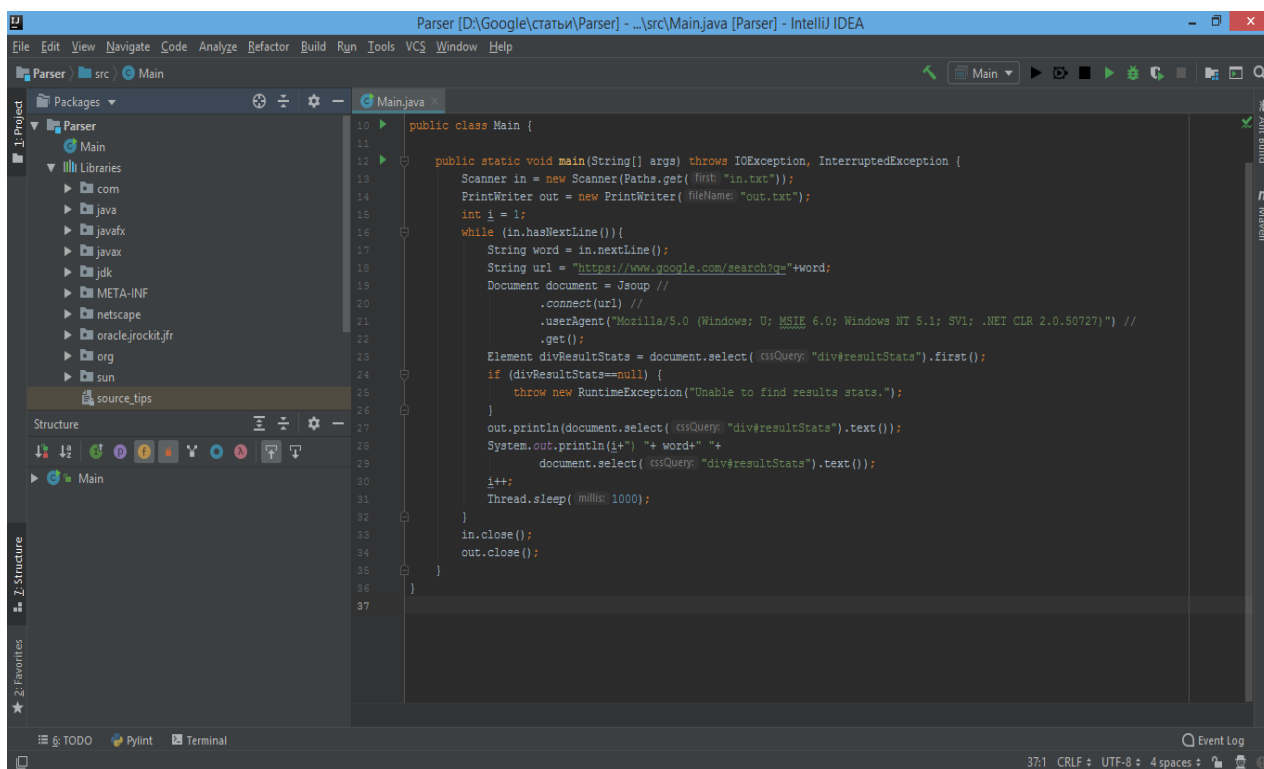 Parser [D:\Google\статьи\Parser] - ...\src\Main.java [Parser] - IntelliJ IDEA
File Edit View Navigate Code Analyze Refactor Build Run Tools VCS Window Help
Parser src Main
Main
1: Project
Packages
Main.java
Parser
Main
Libraries
com
java
javafx
javax
jdk
META-INF
netscape
oracle.jrockit.jfr
org
sun
source_tips
Structure
Main
10 public class Main {
11
12 public static void main(String[] args) throws IOException, InterruptedException {
13 Scanner in = new Scanner(Paths.get( first: "in.txt"));
14 PrintWriter out = new PrintWriter( fileName: "out.txt");
15 int i = 1;
16 while (in.hasNextLine()){
17 String word = in.nextLine();
18 String url = "https://www.google.com/search?q="+word;
19 Document document = Jsoup //
20 .connect(url) //
21 .userAgent("Mozilla/5.0 (Windows; U; MSIE 6.0; Windows NT 5.1; SV1; .NET CLR 2.0.50727)") //
22 .get();
23 Element divResultStats = document.select( cssQuery: "div#resultStats").first();
24 if (divResultStats==null) {
25 throw new RuntimeException("Unable to find results stats.");
26 }
27 out.println(document.select( cssQuery: "div#resultStats").text());
28 System.out.println(i+") "+ word+" "+
29 document.select( cssQuery: "div#resultStats").text());
30 i++;
31 Thread.sleep( millis: 1000);
32 }
33 in.close();
34 out.close();
35 }
36 }
37
Ant Build
Maven
7: Structure
2: Favorites
6: TODO Pylint Terminal
Event Log
37:1 CRLF UTF-8 4 spaces